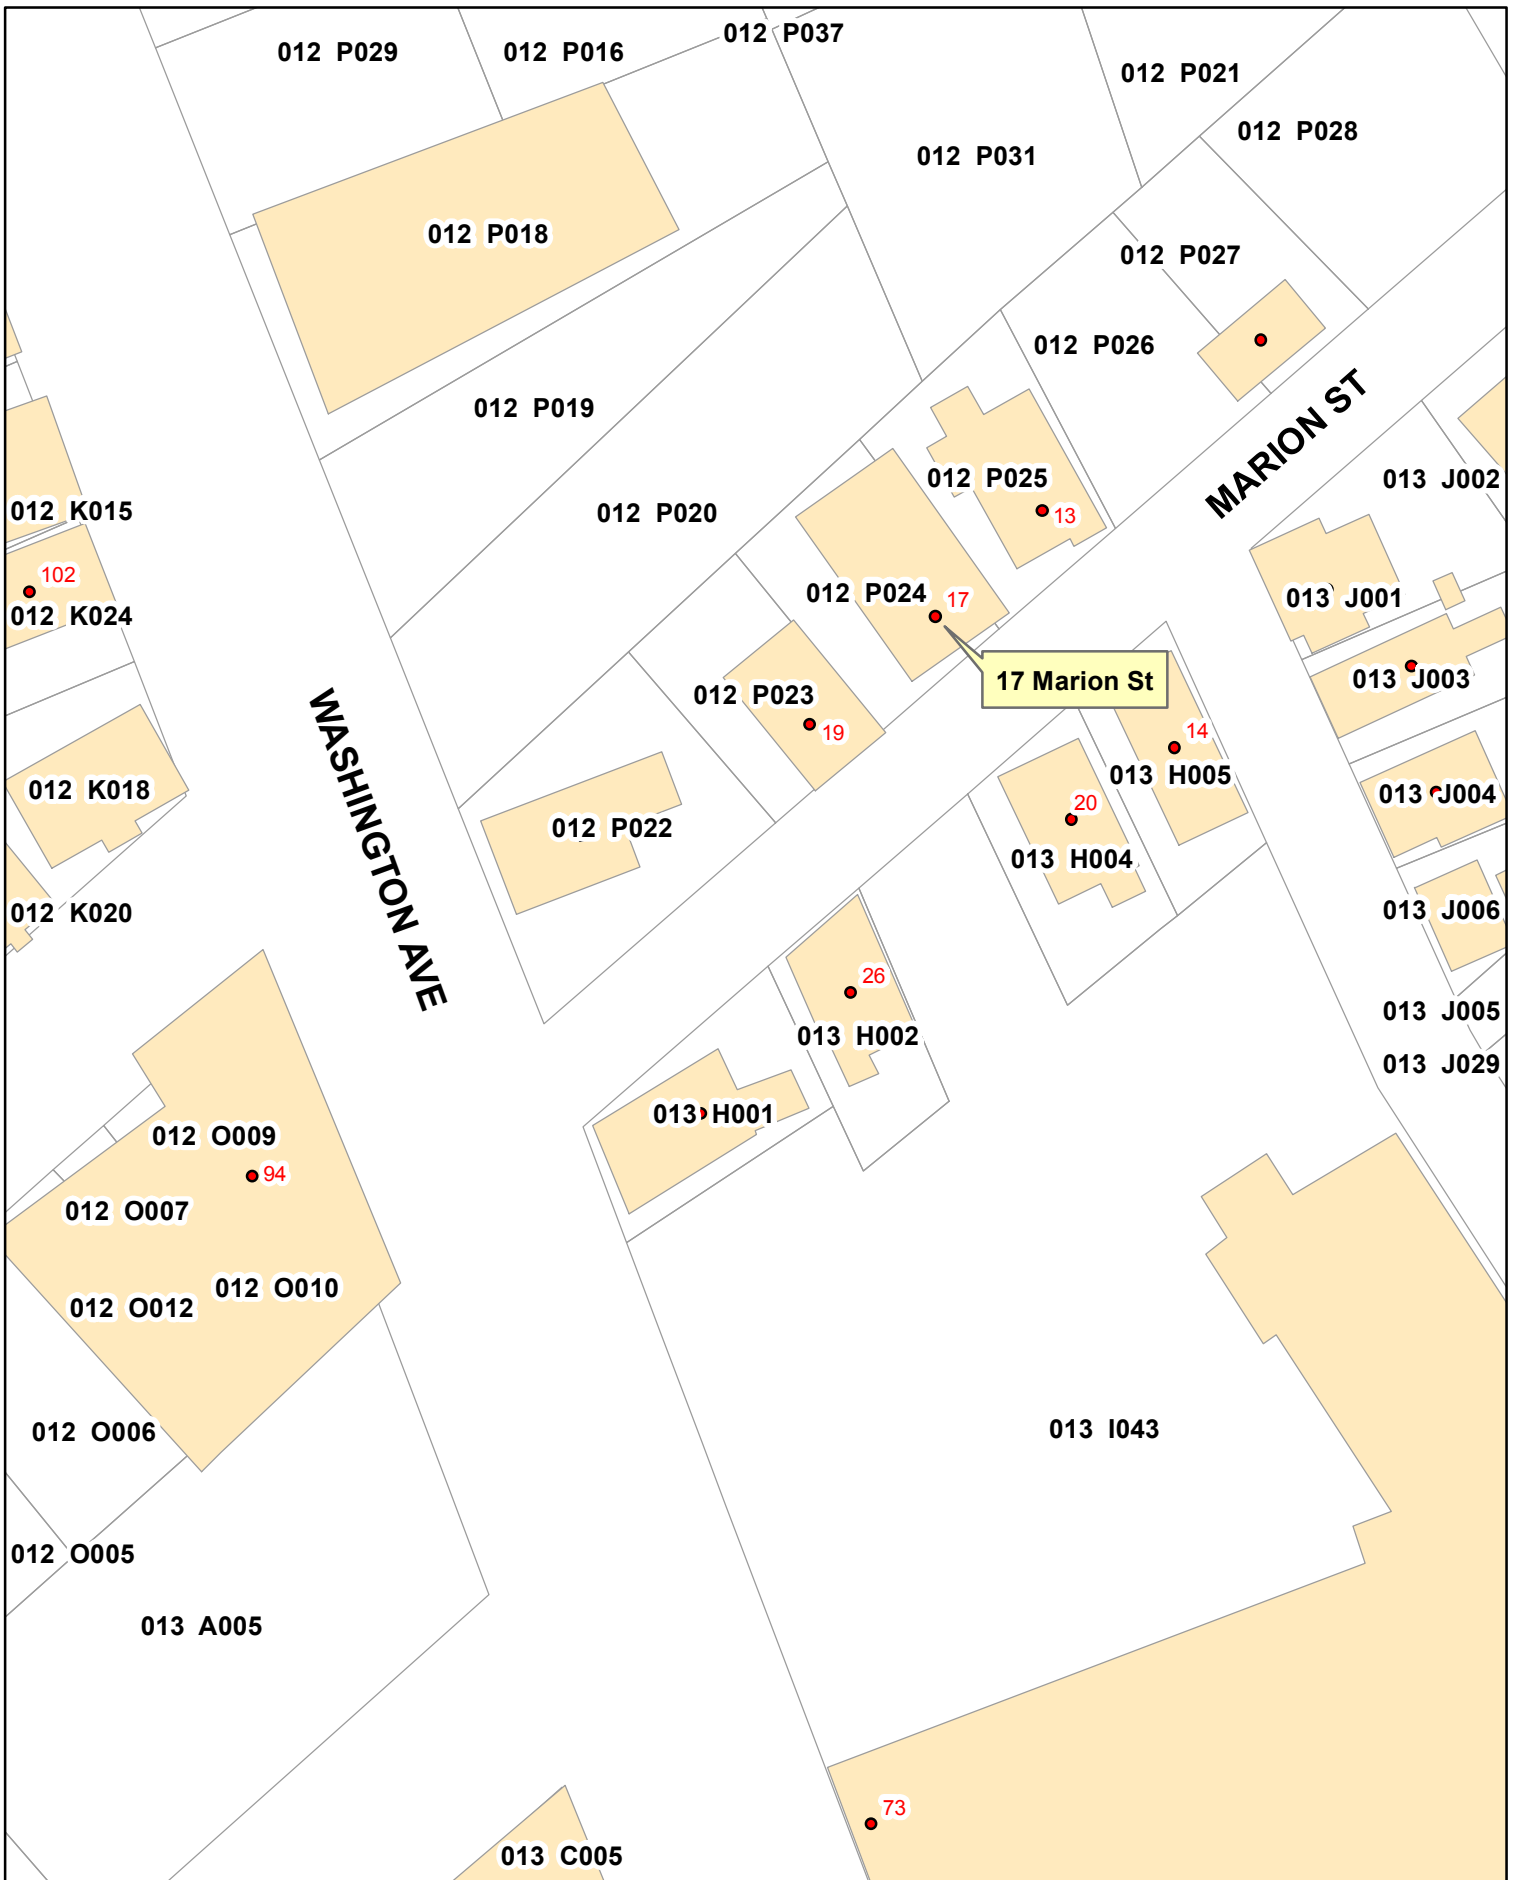 012 P037
012 P029
012 P016
012 P021
012 P028
012 P031
012 P018
012 P027
012 P026
012 P019
MARION ST
012 P025
013 J002
012 K015
012 P020
13
102
012 K024
012 P024
17
013 J001
17 Marion St
013 J003
012 P023
19
14
013 H005
012 K018
013 J004
20
012 P022
013 H004
WASHINGTON AVE
012 K020
013 J006
26
013 J005
013 H002
013 J029
013 H001
012 O009
94
012 O007
012 O010
012 O012
012 O006
013 I043
012 O005
013 A005
73
013 C005